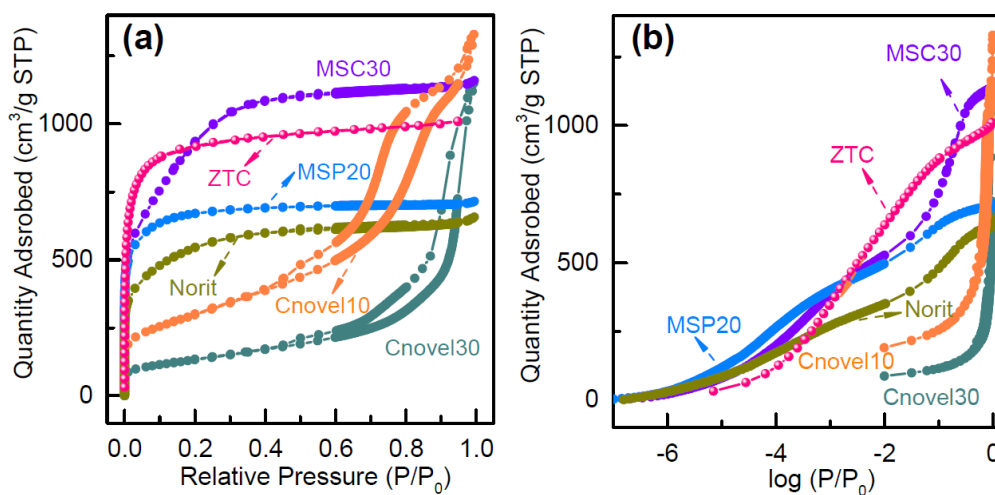 (a)
Quantity Adsrobed (cm³/g STP)
1000
500
0
MSC30
ZTC
MSP20
Norit
Cnovel10
Cnovel30
0.0 0.2 0.4 0.6 0.8 1.0
Relative Pressure (P/P₀)
(b)
Quantity Adsrobed (cm³/g STP)
1000
500
0
MSC30
ZTC
MSP20
Norit
Cnovel10
Cnovel30
-6 -4 -2 0
log (P/P₀)